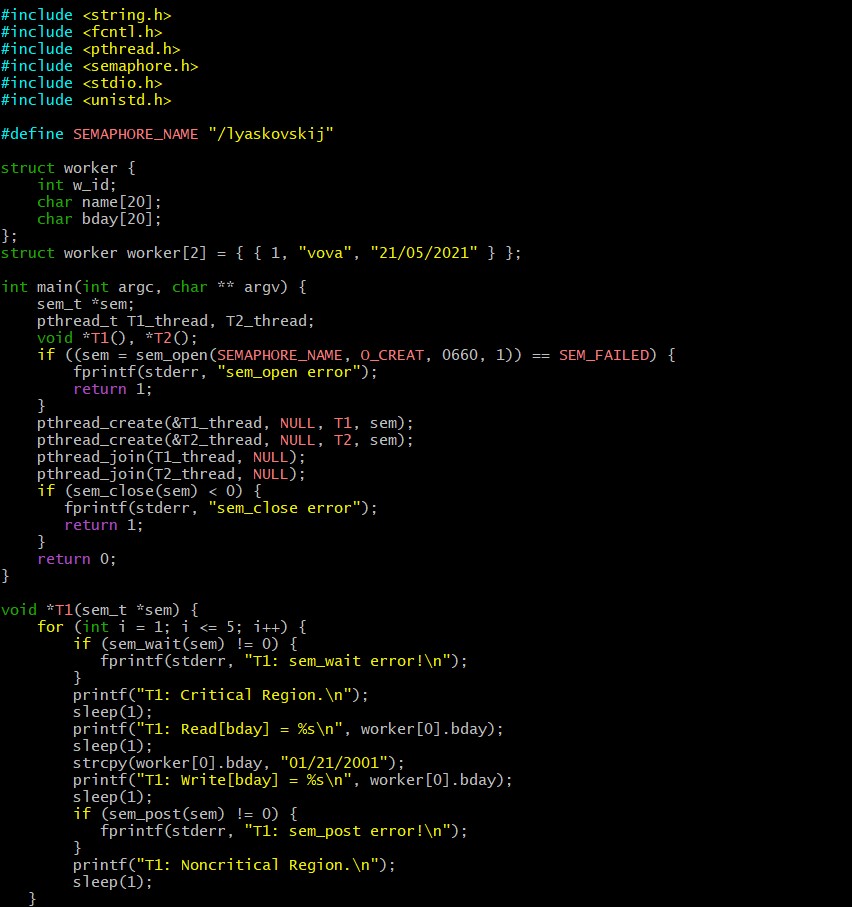 #include <string.h>
#include <fcntl.h>
#include <pthread.h>
#include <semaphore.h>
#include <stdio.h>
#include <unistd.h>

#define SEMAPHORE_NAME "/lyaskovskij"

struct worker {
    int w_id;
    char name[20];
    char bday[20];
};
struct worker worker[2] = { { 1, "vova", "21/05/2021" } };

int main(int argc, char ** argv) {
    sem_t *sem;
    pthread_t T1_thread, T2_thread;
    void *T1(), *T2();
    if ((sem = sem_open(SEMAPHORE_NAME, O_CREAT, 0660, 1)) == SEM_FAILED) {
        fprintf(stderr, "sem_open error");
        return 1;
    }
    pthread_create(&T1_thread, NULL, T1, sem);
    pthread_create(&T2_thread, NULL, T2, sem);
    pthread_join(T1_thread, NULL);
    pthread_join(T2_thread, NULL);
    if (sem_close(sem) < 0) {
       fprintf(stderr, "sem_close error");
       return 1;
    }
    return 0;
}

void *T1(sem_t *sem) {
    for (int i = 1; i <= 5; i++) {
        if (sem_wait(sem) != 0) {
           fprintf(stderr, "T1: sem_wait error!\n");
        }
        printf("T1: Critical Region.\n");
        sleep(1);
        printf("T1: Read[bday] = %s\n", worker[0].bday);
        sleep(1);
        strcpy(worker[0].bday, "01/21/2001");
        printf("T1: Write[bday] = %s\n", worker[0].bday);
        sleep(1);
        if (sem_post(sem) != 0) {
           fprintf(stderr, "T1: sem_post error!\n");
        }
        printf("T1: Noncritical Region.\n");
        sleep(1);
   }